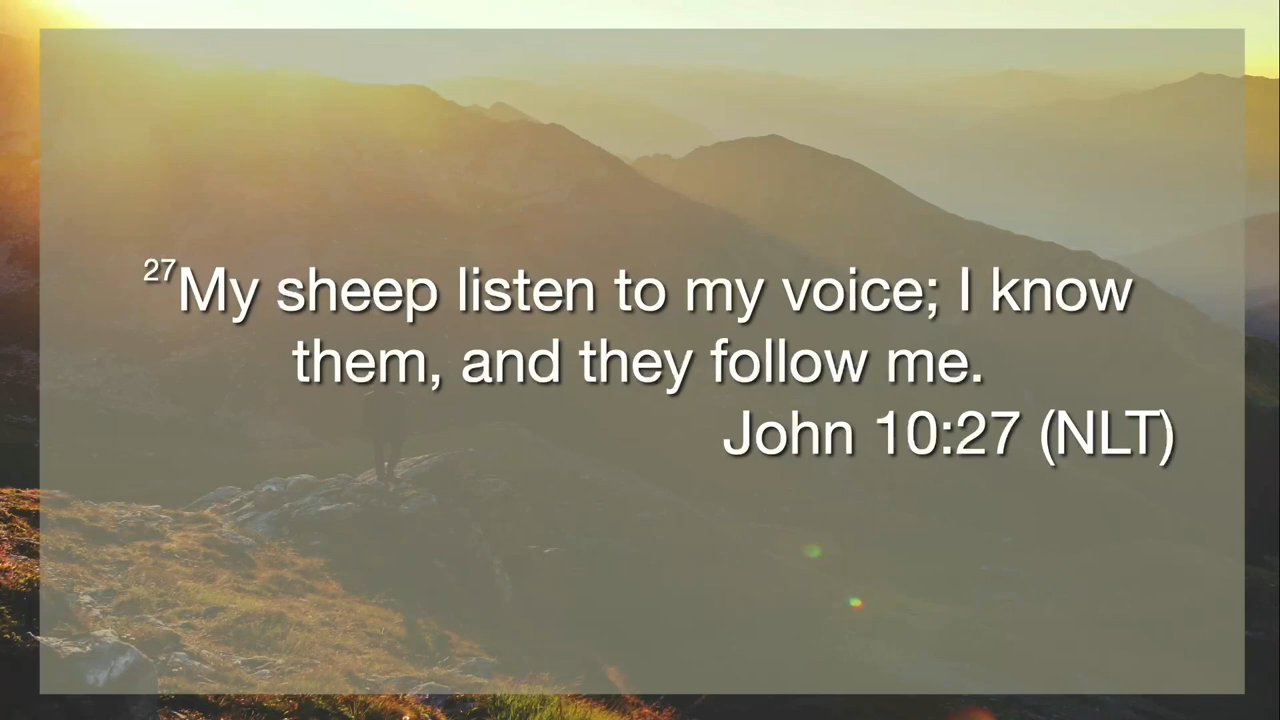 27My sheep listen to my voice; I know
them, and they follow me.
John 10:27 (NLT)